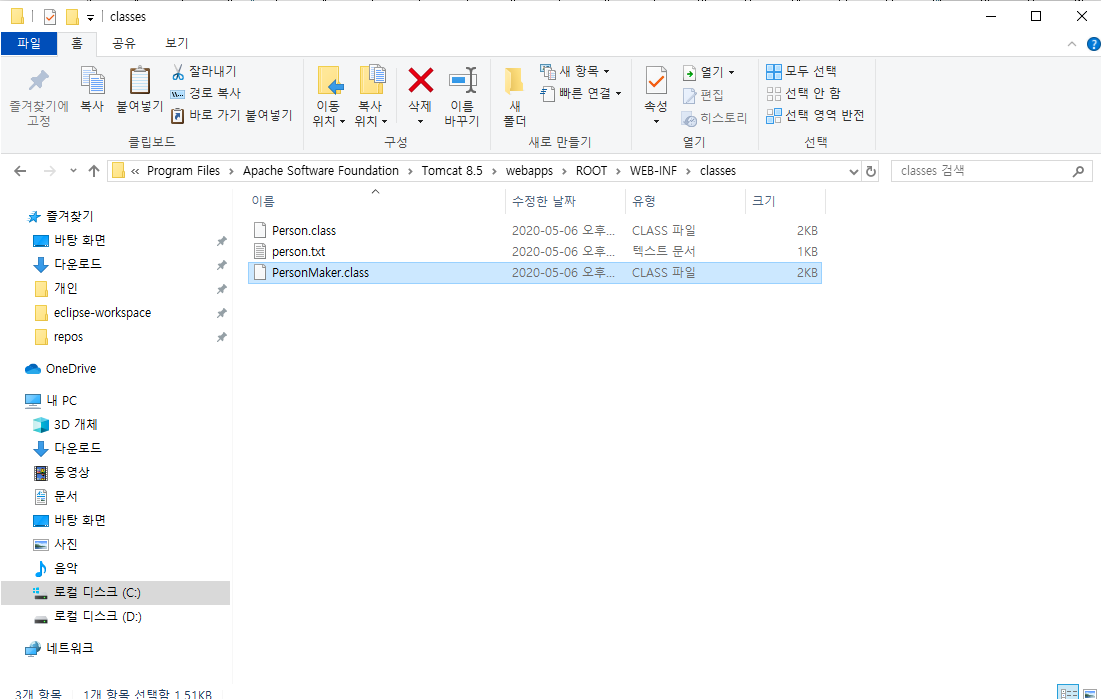 classes
파일 홈 공유 보기
즐겨찾기에 고정
복사
붙여넣기
잘라내기
경로 복사
바로 가기 붙여넣기
클립보드
이동 위치
복사 위치
삭제
이름 바꾸기
구성
새 폴더
새 항목
빠른 연결
새로 만들기
속성
열기
편집
히스토리
열기
모두 선택
선택 안 함
선택 영역 반전
선택
« Program Files > Apache Software Foundation > Tomcat 8.5 > webapps > ROOT > WEB-INF > classes
classes 검색
즐겨찾기
바탕 화면
다운로드
개인
eclipse-workspace
repos
OneDrive
내 PC
3D 개체
다운로드
동영상
문서
바탕 화면
사진
음악
로컬 디스크 (C:)
로컬 디스크 (D:)
네트워크
이름 수정한 날짜 유형 크기
Person.class 2020-05-06 오후... CLASS 파일 2KB
person.txt 2020-05-06 오후... 텍스트 문서 1KB
PersonMaker.class 2020-05-06 오후... CLASS 파일 2KB
3개 항목 1개 항목 선택함 1.51KB